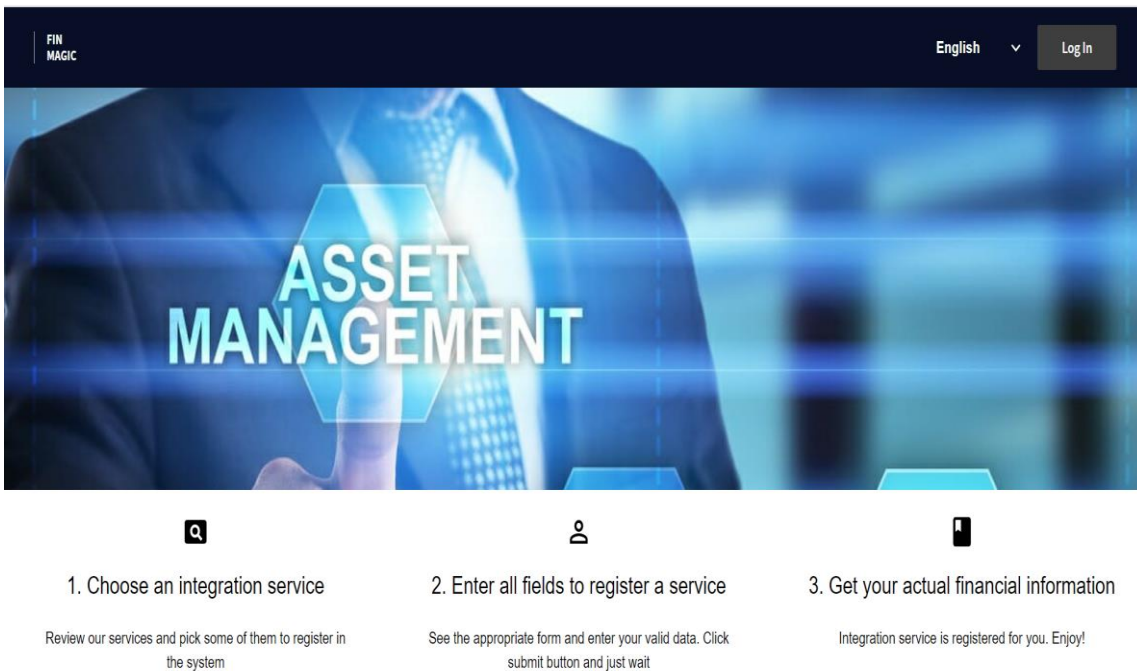 FIN
MAGIC
English
Log In
ASSET
MANAGEMENT
1. Choose an integration service
Review our services and pick some of them to register in
the system
2. Enter all fields to register a service
See the appropriate form and enter your valid data. Click
submit button and just wait
3. Get your actual financial information
Integration service is registered for you. Enjoy!